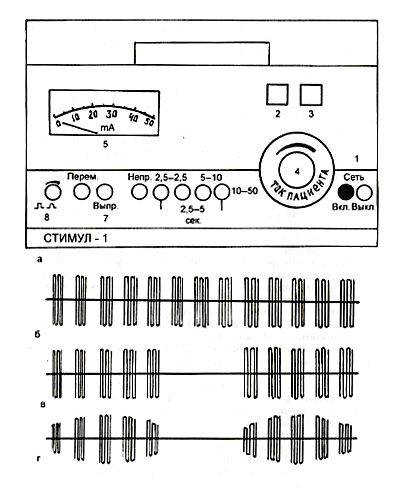 0 10 20 30 40 50
mA
5
2 3
1
4
ТОК ПАЦИЕНТА
Сеть
Вкл. Выкл.
Перем.
Непр. 2,5–2,5 5–10
10–50
Выпр.
2,5–5
сек.
8
7
СТИМУЛ - 1
а
б
в
г